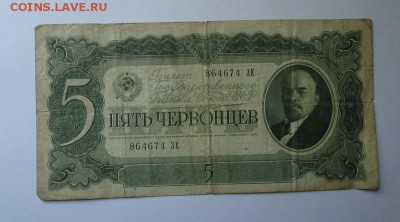 COINS.LAVE.RU
864674 ЗК
Билет
Государственного
Банка Союза ССР
5
ПЯТЬ ЧЕРВОНЦЕВ
864674 ЗК
5